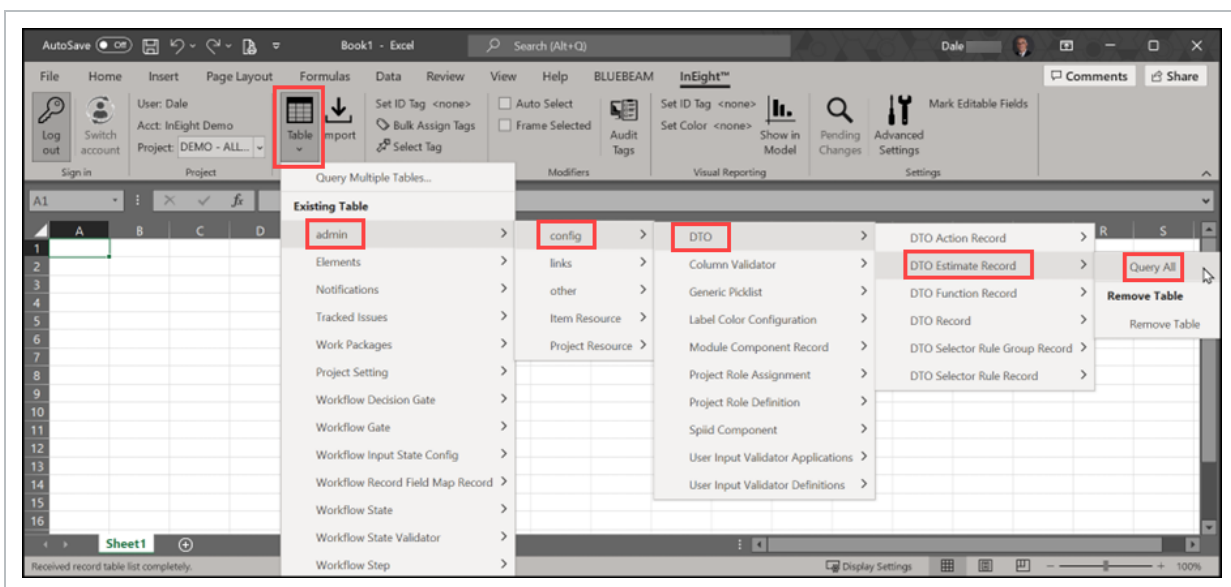 AutoSave Off Book1 - Excel Search (Alt+Q) Dale
File Home Insert Page Layout Formulas Data Review View Help BLUEBEAM InEight™ Comments Share
Log out
Switch account
User: Dale
Acct: InEight Demo
Project: DEMO - ALL...
Table
Import
Set ID Tag <none>
Bulk Assign Tags
Select Tag
Auto Select
Frame Selected
Audit Tags
Set ID Tag <none>
Set Color <none>
Show in Model
Pending Changes
Advanced Settings
Mark Editable Fields
Sign in Project Modifiers Visual Reporting Settings
A1 fx
A B C D R S
1
2
3
4
5
6
7
8
9
10
11
12
13
14
15
16
Query Multiple Tables...
Existing Table
admin
Elements
Notifications
Tracked Issues
Work Packages
Project Setting
Workflow Decision Gate
Workflow Gate
Workflow Input State Config
Workflow Record Field Map Record
Workflow State
Workflow State Validator
Workflow Step
config
links
other
Item Resource
Project Resource
DTO
Column Validator
Generic Picklist
Label Color Configuration
Module Component Record
Project Role Assignment
Project Role Definition
Spiid Component
User Input Validator Applications
User Input Validator Definitions
DTO Action Record
DTO Estimate Record
DTO Function Record
DTO Record
DTO Selector Rule Group Record
DTO Selector Rule Record
Query All
Remove Table
Remove Table
Sheet1
Received record table list completely. Display Settings 100%